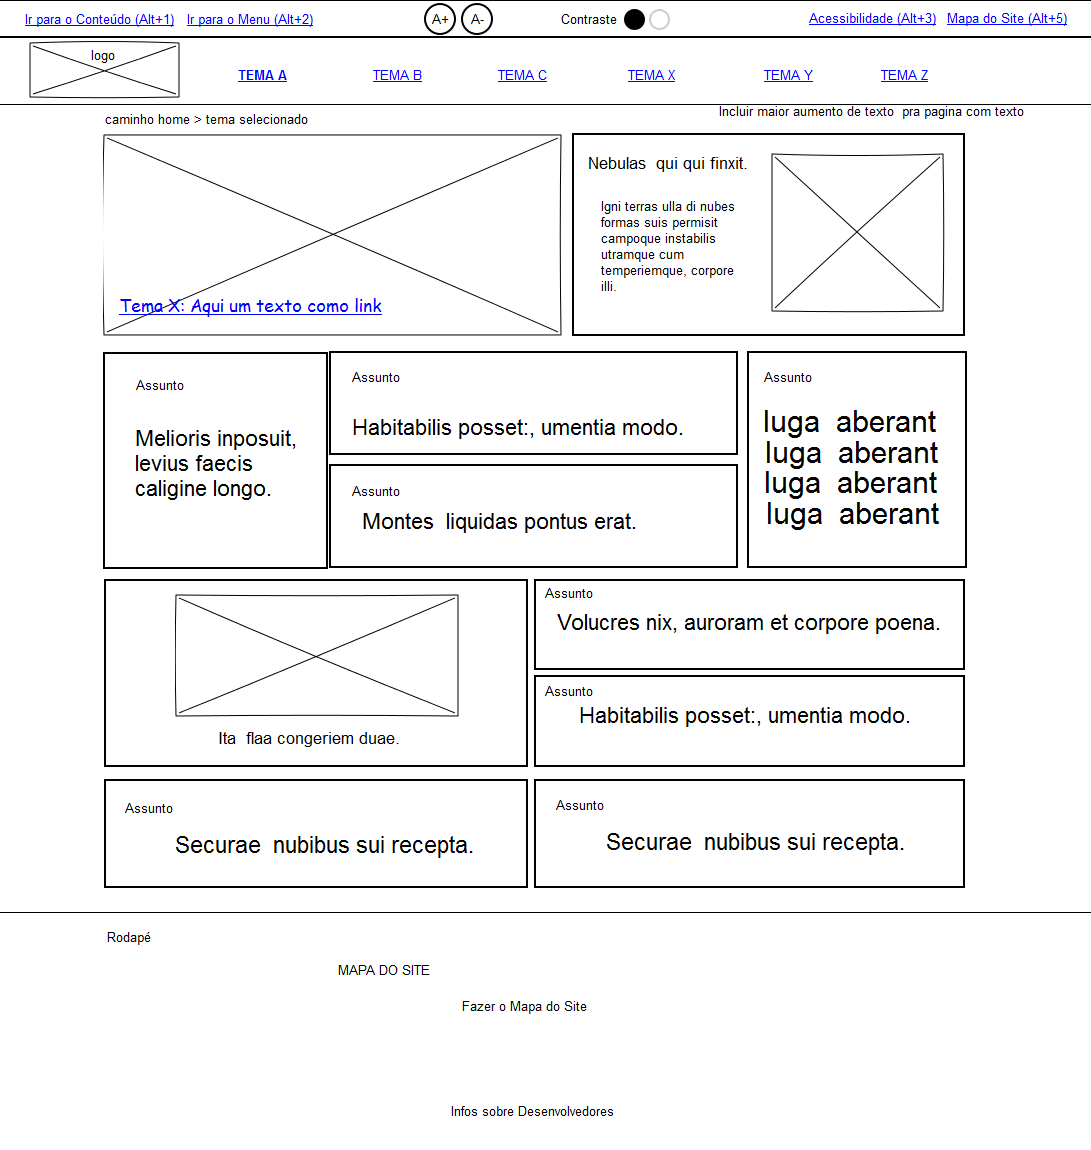 Ir para o Conteúdo (Alt+1) Ir para o Menu (Alt+2) A+ A- Contraste Acessibilidade (Alt+3) Mapa do Site (Alt+5)
logo
TEMA A TEMA B TEMA C TEMA X TEMA Y TEMA Z
Incluir maior aumento de texto pra pagina com texto
caminho home > tema selecionado
Tema X: Aqui um texto como link
Nebulas qui qui finxit.
Igni terras ulla di nubes
formas suis permisit
campoque instabilis
utramque cum
temperiemque, corpore
illi.
Assunto
Melioris inposuit,
levius faecis
caligine longo.
Assunto
Habitabilis posset:, umentia modo.
Assunto
Montes liquidas pontus erat.
Assunto
Iuga aberant
Iuga aberant
Iuga aberant
Iuga aberant
Ita flaa congeriem duae.
Assunto
Volucres nix, auroram et corpore poena.
Assunto
Habitabilis posset:, umentia modo.
Assunto
Securae nubibus sui recepta.
Assunto
Securae nubibus sui recepta.
Rodapé
MAPA DO SITE
Fazer o Mapa do Site
Infos sobre Desenvolvedores